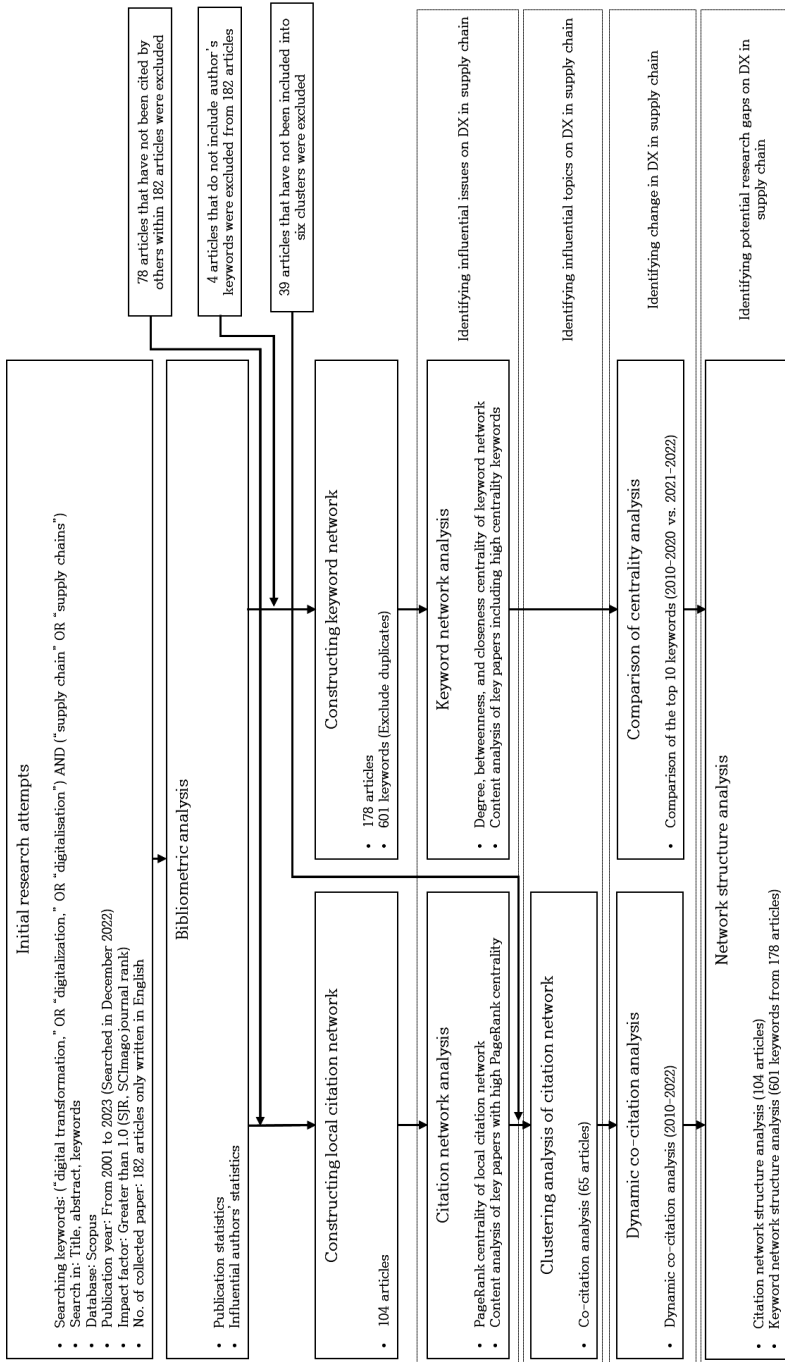 Initial research attempts
• Searching keywords: (“digital transformation,” OR “digitalization,” OR “digitalisation”) AND (“supply chain” OR “supply chains”)
• Search in: Title, abstract, keywords
• Database: Scopus
• Publication year: From 2001 to 2023 (Searched in December 2022)
• Impact factor: Greater than 1.0 (SJR, SCImago journal rank)
• No. of collected paper: 182 articles only written in English
Bibliometric analysis
• Publication statistics
• Influential authors’ statistics
78 articles that have not been cited by
others within 182 articles were excluded
4 articles that do not include author’s
keywords were excluded from 182 articles
39 articles that have not been included into
six clusters were excluded
Constructing local citation network
• 104 articles
Constructing keyword network
• 178 articles
• 601 keywords (Exclude duplicates)
Citation network analysis
• PageRank centrality of local citation network
• Content analysis of key papers with high PageRank centrality
Keyword network analysis
• Degree, betweenness, and closeness centrality of keyword network
• Content analysis of key papers including high centrality keywords
Identifying influential issues on DX in supply chain
Clustering analysis of citation network
• Co-citation analysis (65 articles)
Identifying influential topics on DX in supply chain
Dynamic co-citation analysis
• Dynamic co-citation analysis (2010-2022)
Comparison of centrality analysis
• Comparison of the top 10 keywords (2010-2020 vs. 2021-2022)
Identifying change in DX in supply chain
Network structure analysis
• Citation network structure analysis (104 articles)
• Keyword network structure analysis (601 keywords from 178 articles)
Identifying potential research gaps on DX in
supply chain